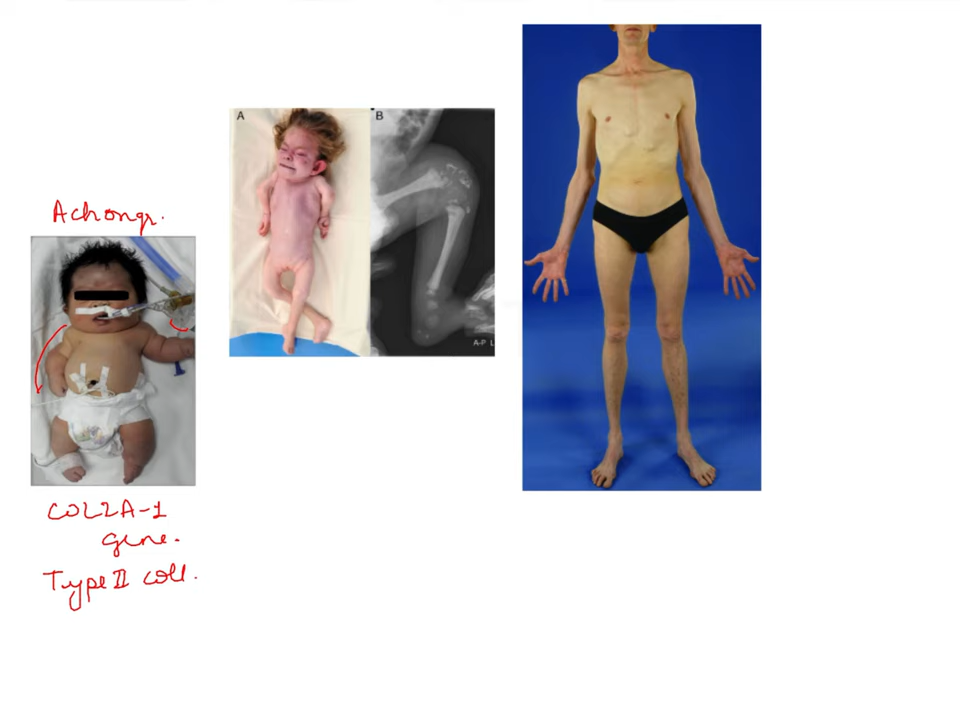 Achongr.
A B
A-P L
COL2A-1
gene.
Type II coll.